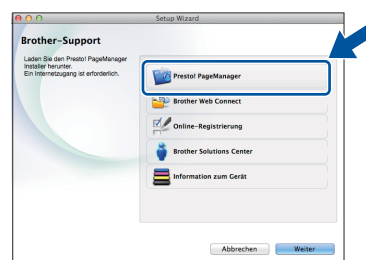 Setup Wizard
Brother-Support
Laden Sie den Presto! PageManager
Installer herunter.
Ein Internetzugang ist erforderlich.
Presto! PageManager
Brother Web Connect
Online-Registrierung
Brother Solutions Center
Information zum Gerät
Abbrechen
Weiter